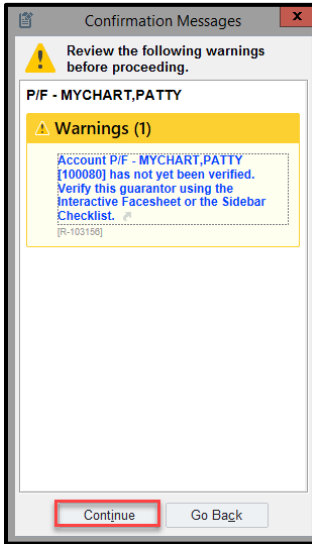 Confirmation Messages
x
Review the following warnings
before proceeding.
P/F - MYCHART,PATTY
Warnings (1)
Account P/F - MYCHART,PATTY
[100080] has not yet been verified.
Verify this guarantor using the
Interactive Facesheet or the Sidebar
Checklist.
[R-103156]
Continue
Go Back